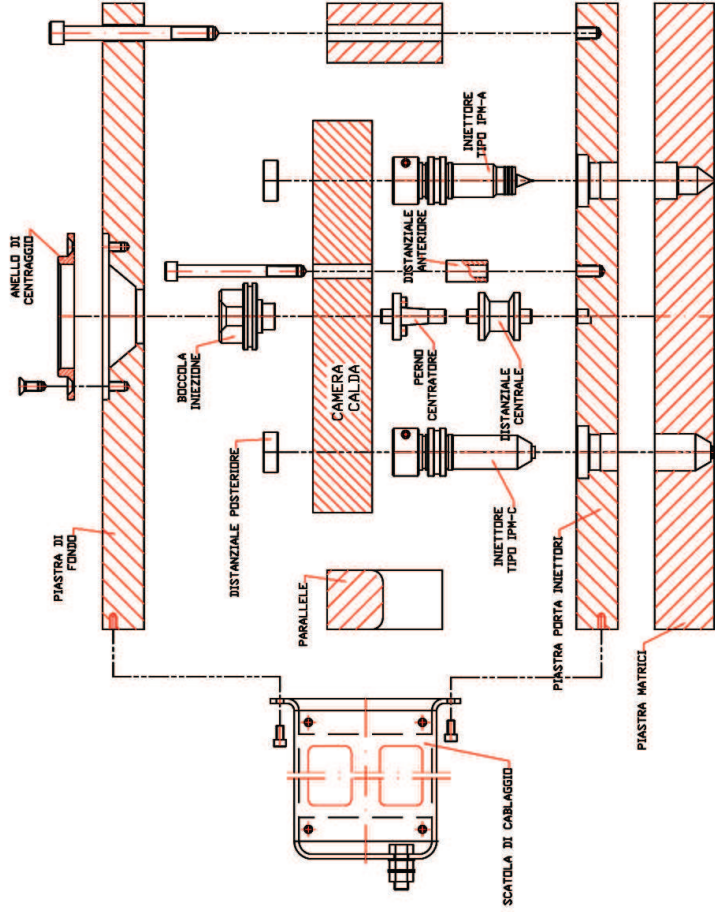 ANELLO DI
CENTRAGGIO
PIASTRA DI
FONDO
BOCCOLA
INIEZIONE
DISTANZIALE POSTERIORE
CAMERA
CALDA
INIETTORE
TIPO IPM-A
DISTANZIALE
ANTERIORE
PERNO
CENTRATORE
DISTANZIALE
CENTRALE
INIETTORE
TIPO IPM-C
PARALLELE
PIASTRA PORTA INIETTORI
PIASTRA MATRICI
SCATOLA DI CABLAGGIO